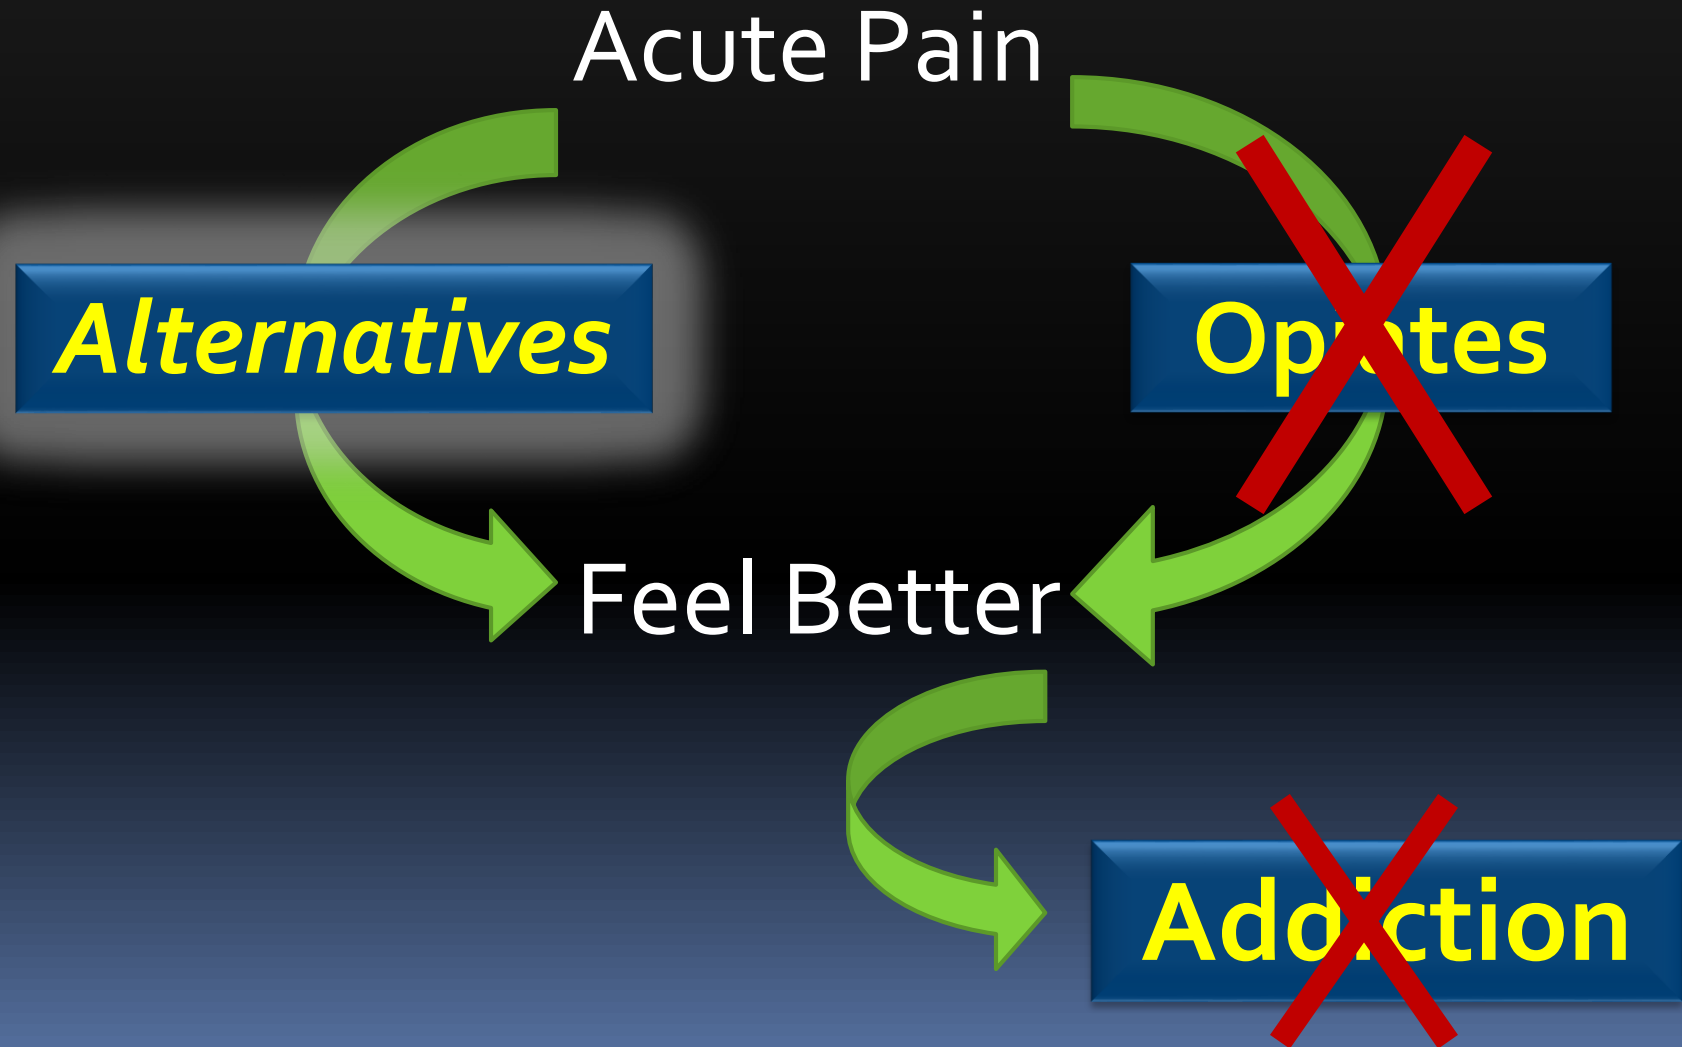 Acute Pain
Alternatives
Opiates
Feel Better
Addiction